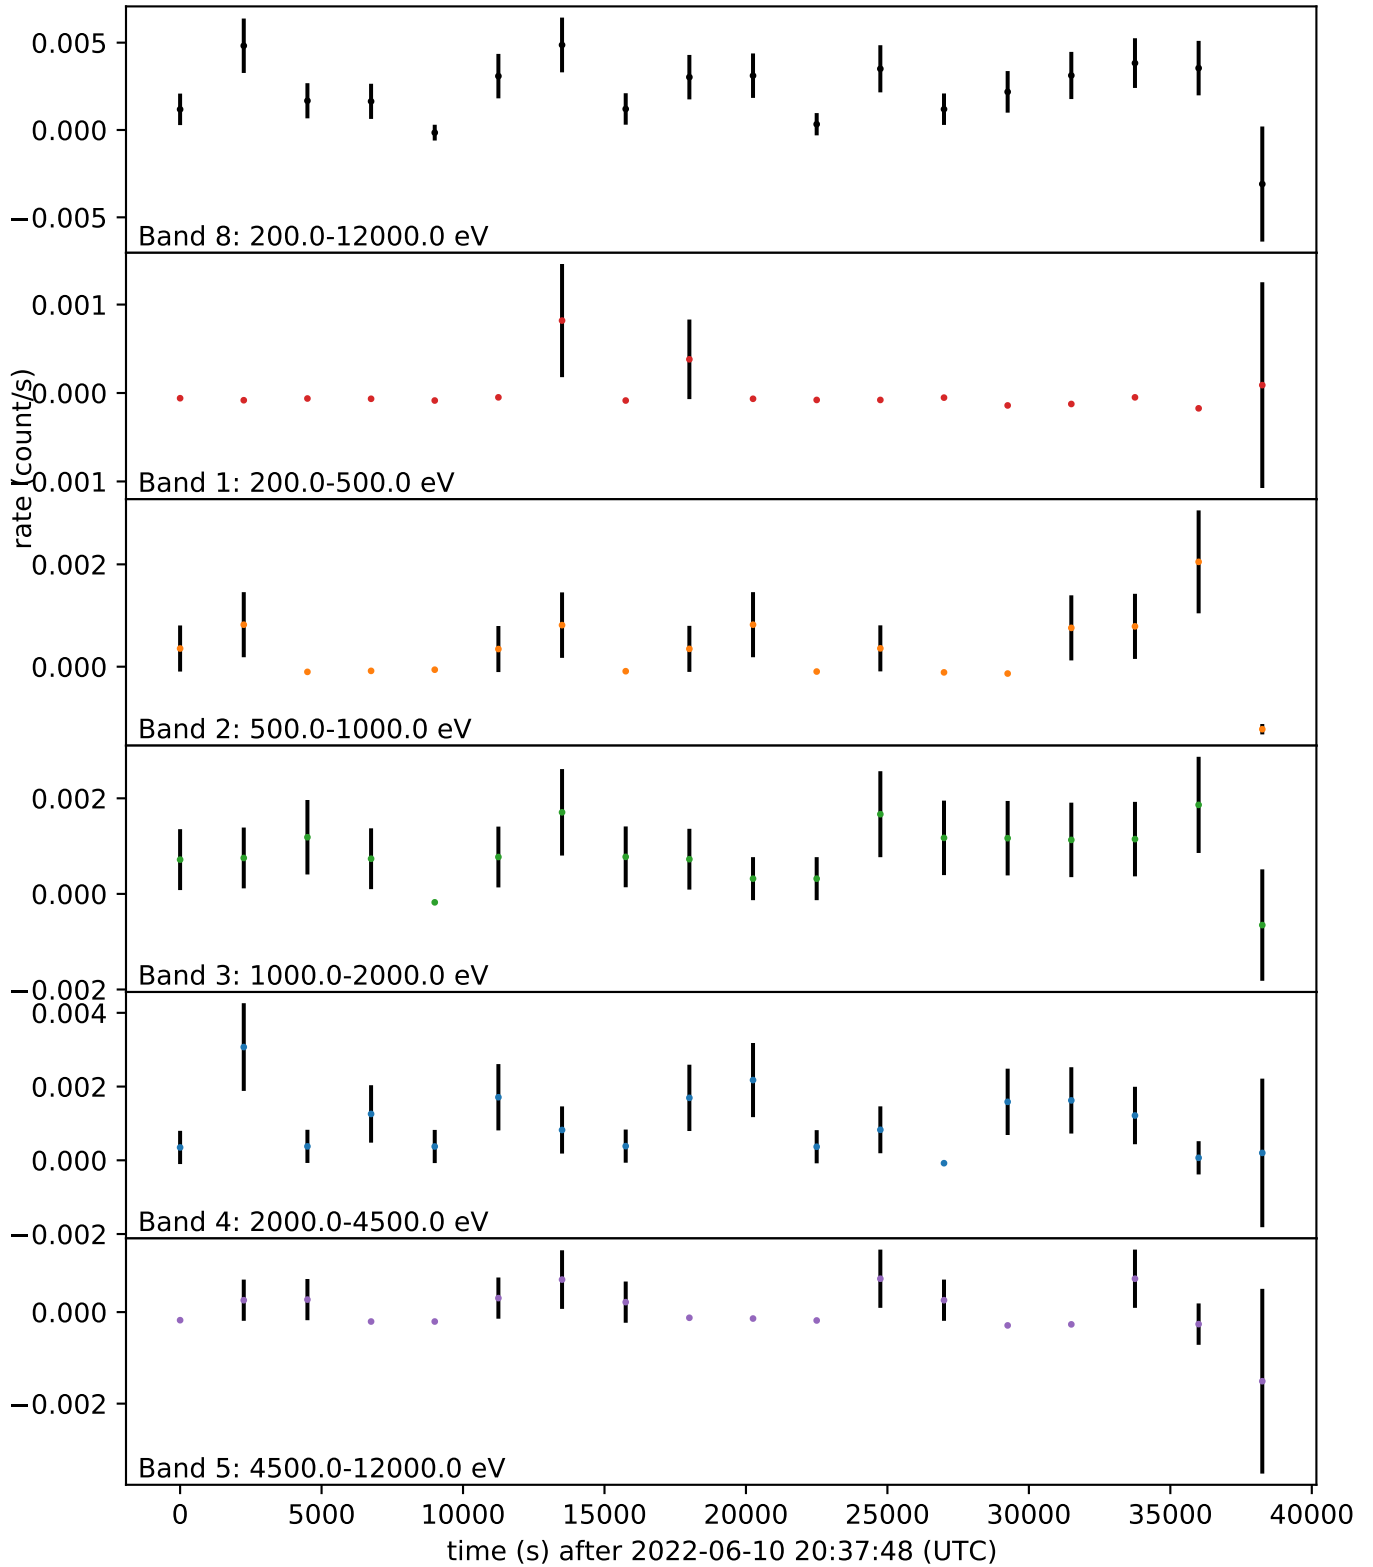 0.005
0.000
−0.005
Band 8: 200.0-12000.0 eV
0.001
0.000
0.001
Band 1: 200.0-500.0 eV
rate (count/s)
0.002
0.000
Band 2: 500.0-1000.0 eV
0.002
0.000
−0.002
Band 3: 1000.0-2000.0 eV
0.004
0.002
0.000
−0.002
Band 4: 2000.0-4500.0 eV
0.000
−0.002
Band 5: 4500.0-12000.0 eV
0 5000 10000 15000 20000 25000 30000 35000 40000
time (s) after 2022-06-10 20:37:48 (UTC)